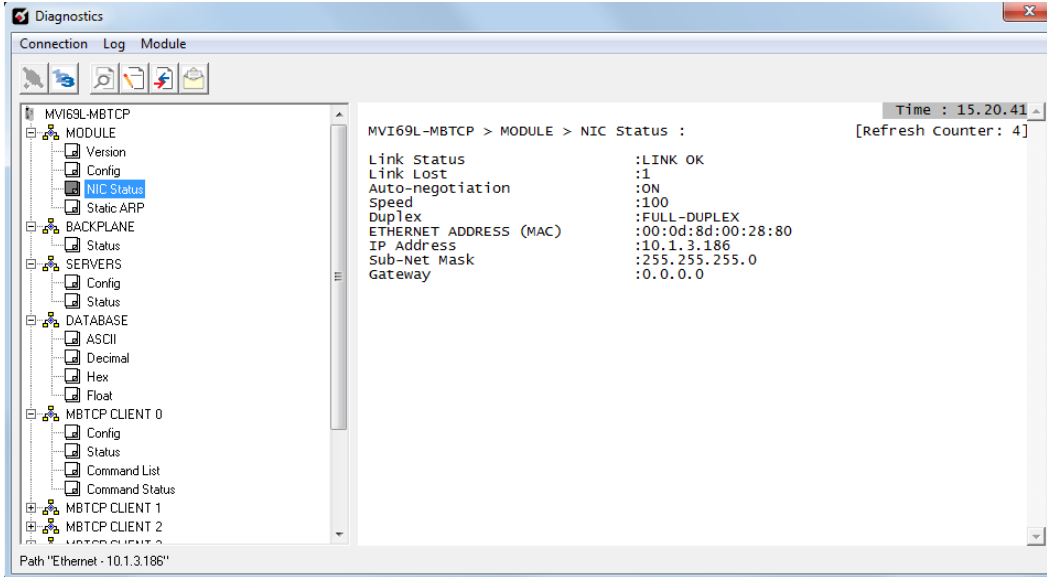 Diagnostics
Connection Log Module
MVI69L-MBTCP
MODULE
Version
Config
NIC Status
Static ARP
BACKPLANE
Status
SERVERS
Config
Status
DATABASE
ASCII
Decimal
Hex
Float
MBTCP CLIENT 0
Config
Status
Command List
Command Status
MBTCP CLIENT 1
MBTCP CLIENT 2
Time : 15.20.41
MVI69L-MBTCP > MODULE > NIC Status : [Refresh Counter: 4]
Link Status :LINK OK
Link Lost :1
Auto-negotiation :ON
Speed :100
Duplex :FULL-DUPLEX
ETHERNET ADDRESS (MAC) :00:0d:8d:00:28:80
IP Address :10.1.3.186
Sub-Net Mask :255.255.255.0
Gateway :0.0.0.0
Path "Ethernet - 10.1.3.186"